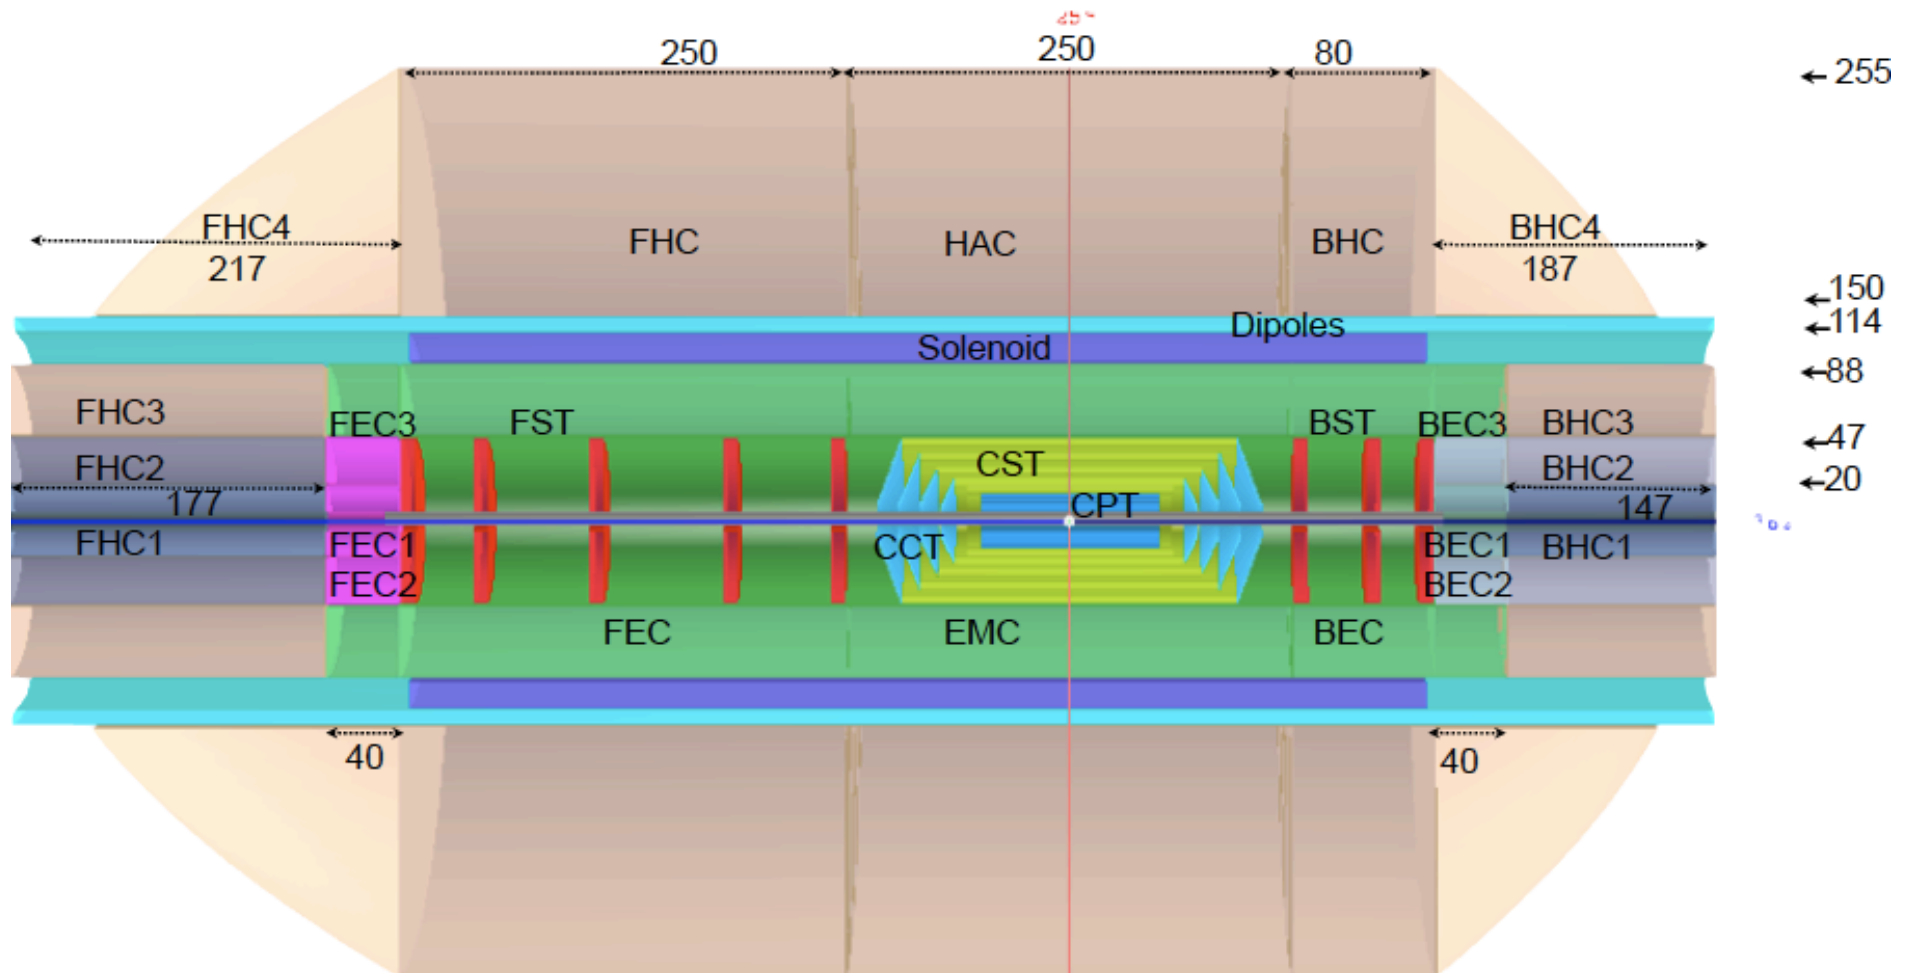 250
250
80
255
FHC4
217
FHC
HAC
BHC
BHC4
187
150
114
Dipoles
Solenoid
88
FHC3
FEC3
FST
BST
BEC3
BHC3
47
FHC2
CST
BHC2
20
177
CPT
147
FHC1
FEC1
CCT
BEC1
BHC1
FEC2
BEC2
FEC
EMC
BEC
40
40